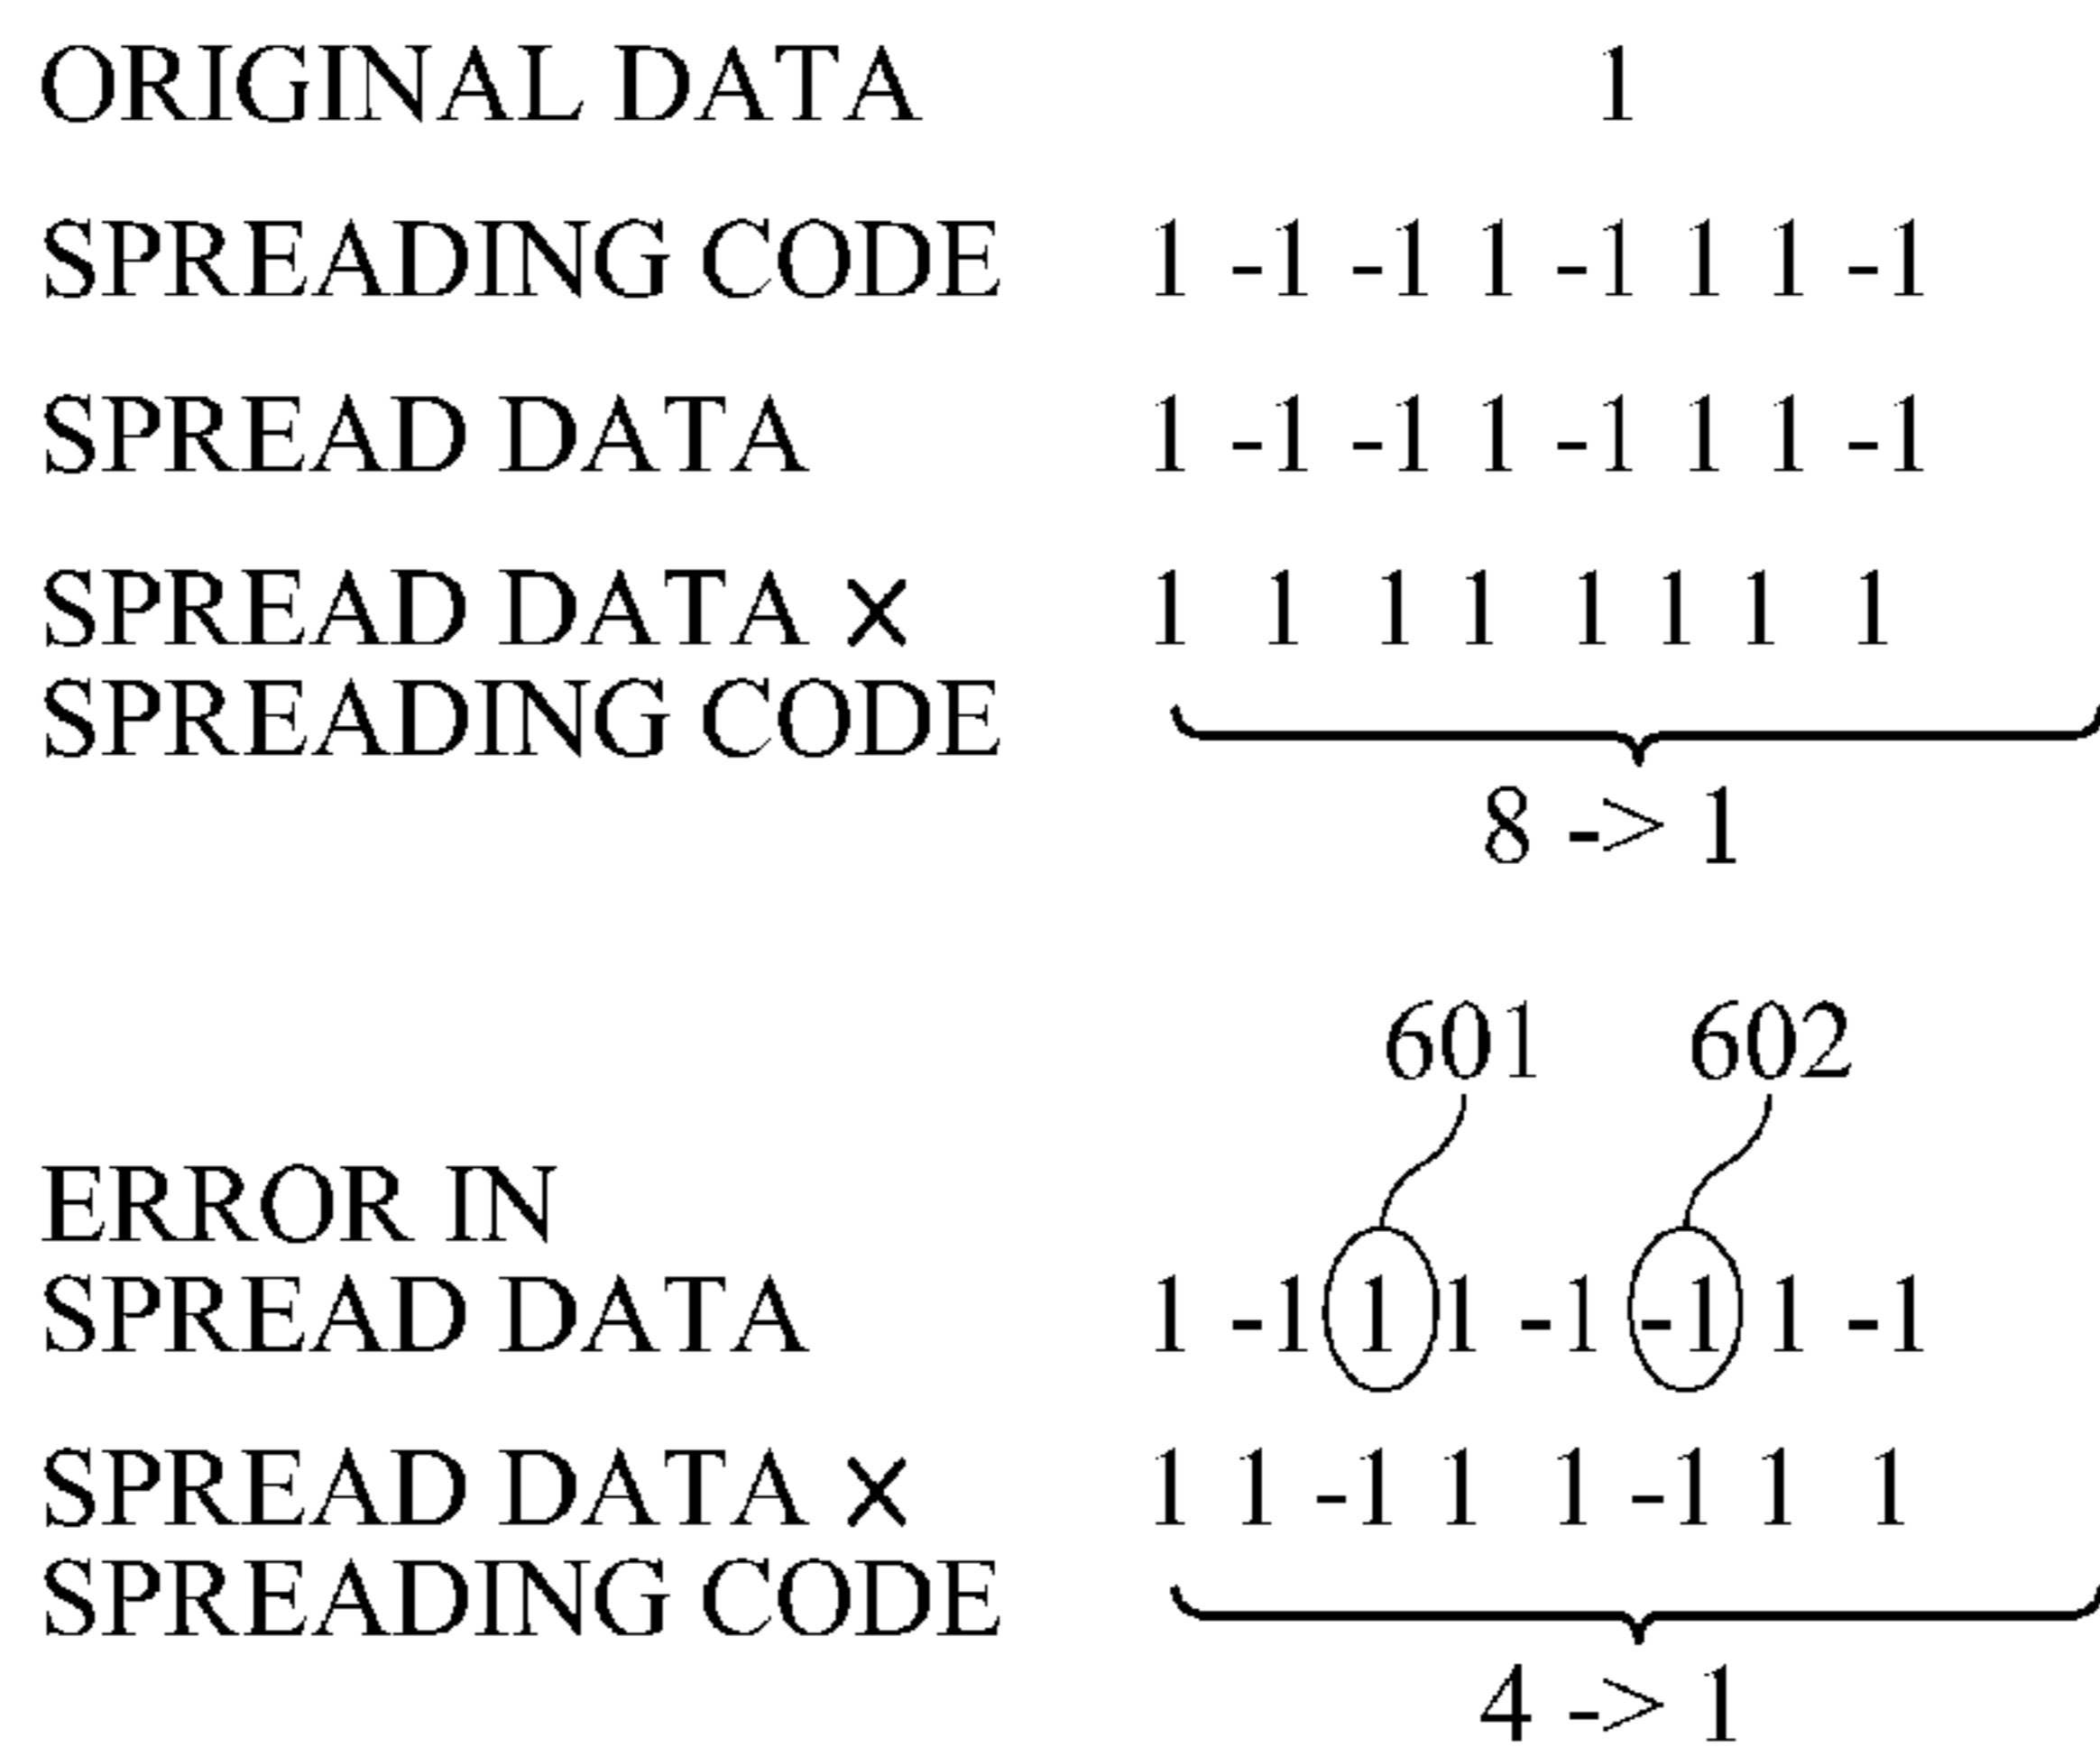 ORIGINAL DATA 1
SPREADING CODE 1 -1 -1 1 -1 1 1 -1
SPREAD DATA 1 -1 -1 1 -1 1 1 -1
SPREAD DATA × 1 1 1 1 1 1 1 1
SPREADING CODE
8 -> 1
601 602
ERROR IN
SPREAD DATA 1 -1 1 1 -1 -1 1 -1
SPREAD DATA × 1 1 -1 1 1 -1 1 1
SPREADING CODE
4 -> 1